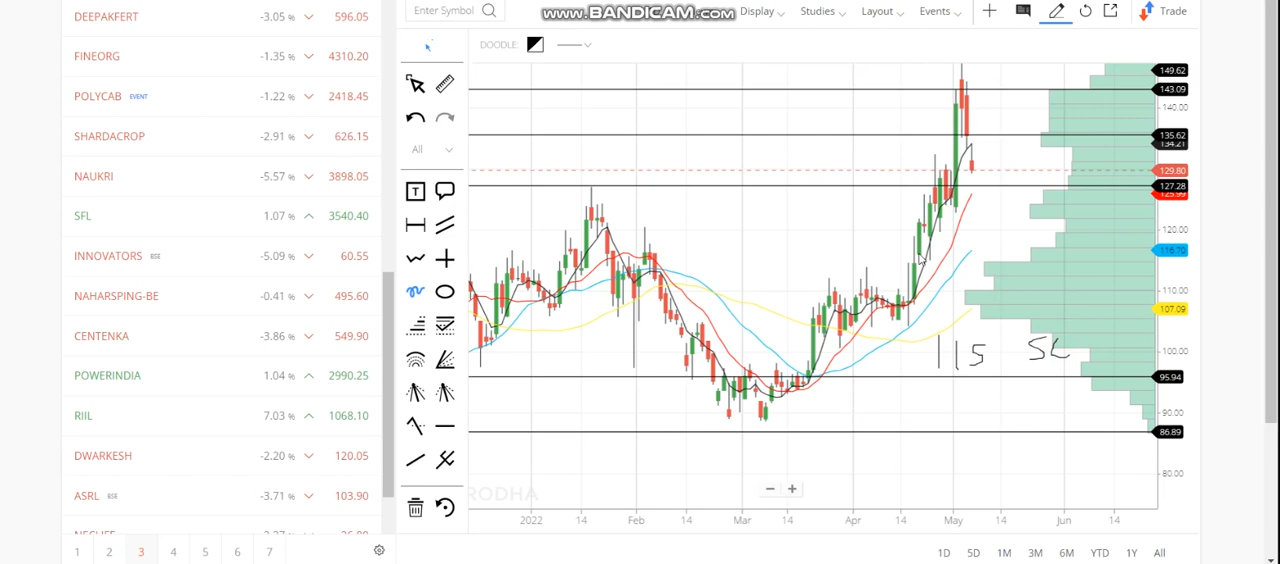 www.BANDICAM.com
Enter Symbol
Display
Studies
Layout
Events
Trade
DOODLE:
All
DEEPAKFERT -3.05 % 596.05
FINEORG -1.35 % 4310.20
POLYCAB EVENT -1.22 % 2418.45
SHARDACROP -2.91 % 626.15
NAUKRI -5.57 % 3898.05
SFL 1.07 % 3540.40
INNOVATORS BSE -5.09 % 60.55
NAHARSPING-BE -0.41 % 495.60
CENTENKA -3.86 % 549.90
POWERINDIA 1.04 % 2990.25
RIIL 7.03 % 1068.10
DWARKESH -2.20 % 120.05
ASRL BSE -3.71 % 103.90
1 2 3 4 5 6 7
T
149.62
143.09
140.00
135.62
134.21
129.80
127.28
120.00
116.70
110.00
107.09
100.00
95.94
90.00
86.89
80.00
115 SL
RODHA
2022 14 Feb 14 Mar 14 Apr 14 May 14 Jun 14
1D 5D 1M 3M 6M YTD 1Y All